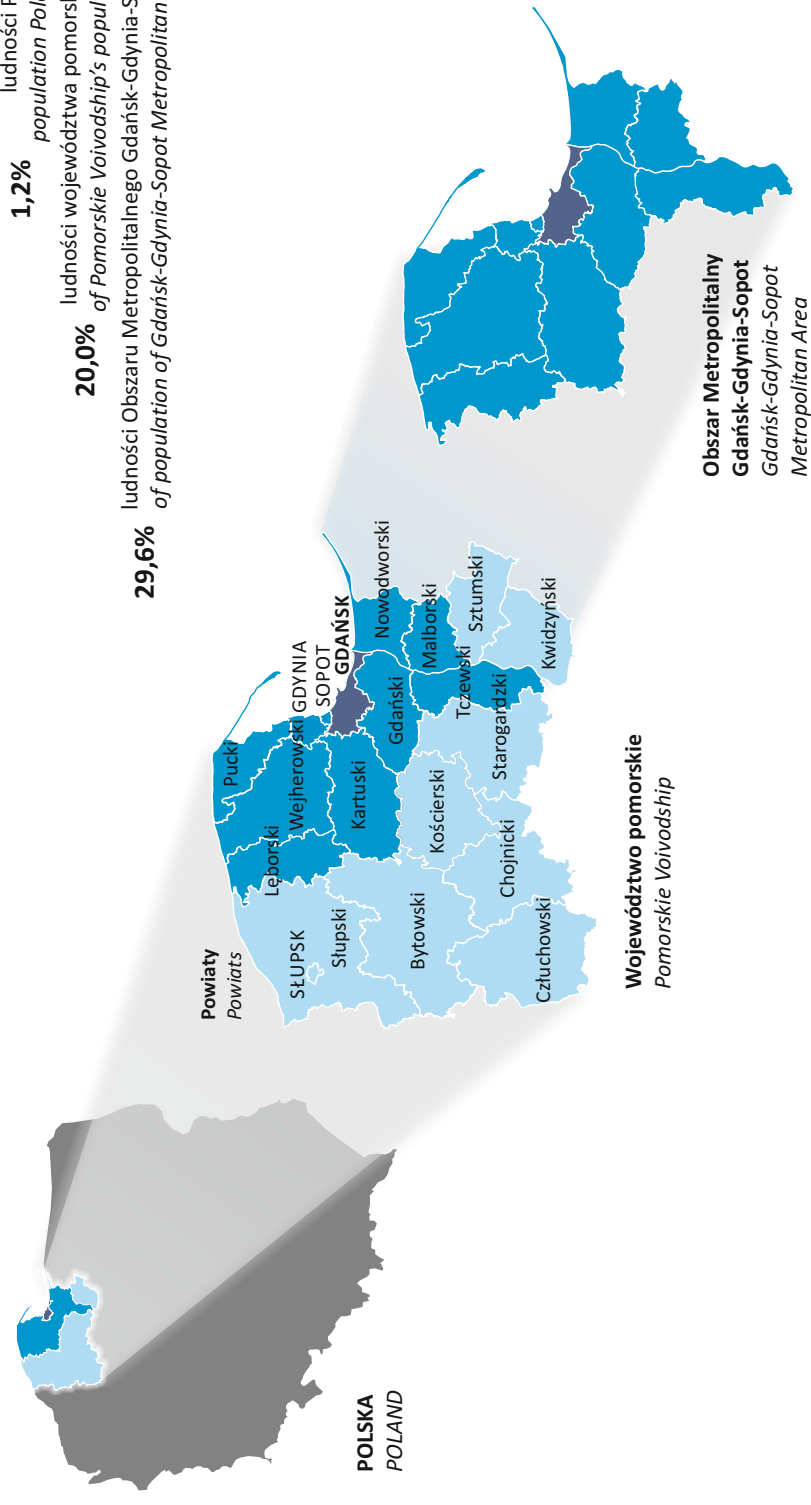 1,2%
ludności
population
20,0%
ludności województwa pomorsk
of Pomorskie Voivodship's popul
29,6%
ludności Obszaru Metropolitalnego Gdańsk-Gdynia-S
of population of Gdańsk-Gdynia-Sopot Metropolitan
POLSKA
POLAND
Powiaty
Powiats
Pucki
Lęborski
Wejherowski
GDYNIA
SŁUPSK
SOPOT
Słupski
GDAŃSK
Kartuski
Nowodworski
Gdański
Bytowski
Malborski
Kościerski
Tczewski
Sztumski
Starogardzki
Chojnicki
Człuchowski
Kwidzyński
Województwo pomorskie
Pomorskie Voivodship
Obszar Metropolitalny
Gdańsk-Gdynia-Sopot
Gdańsk-Gdynia-Sopot
Metropolitan Area